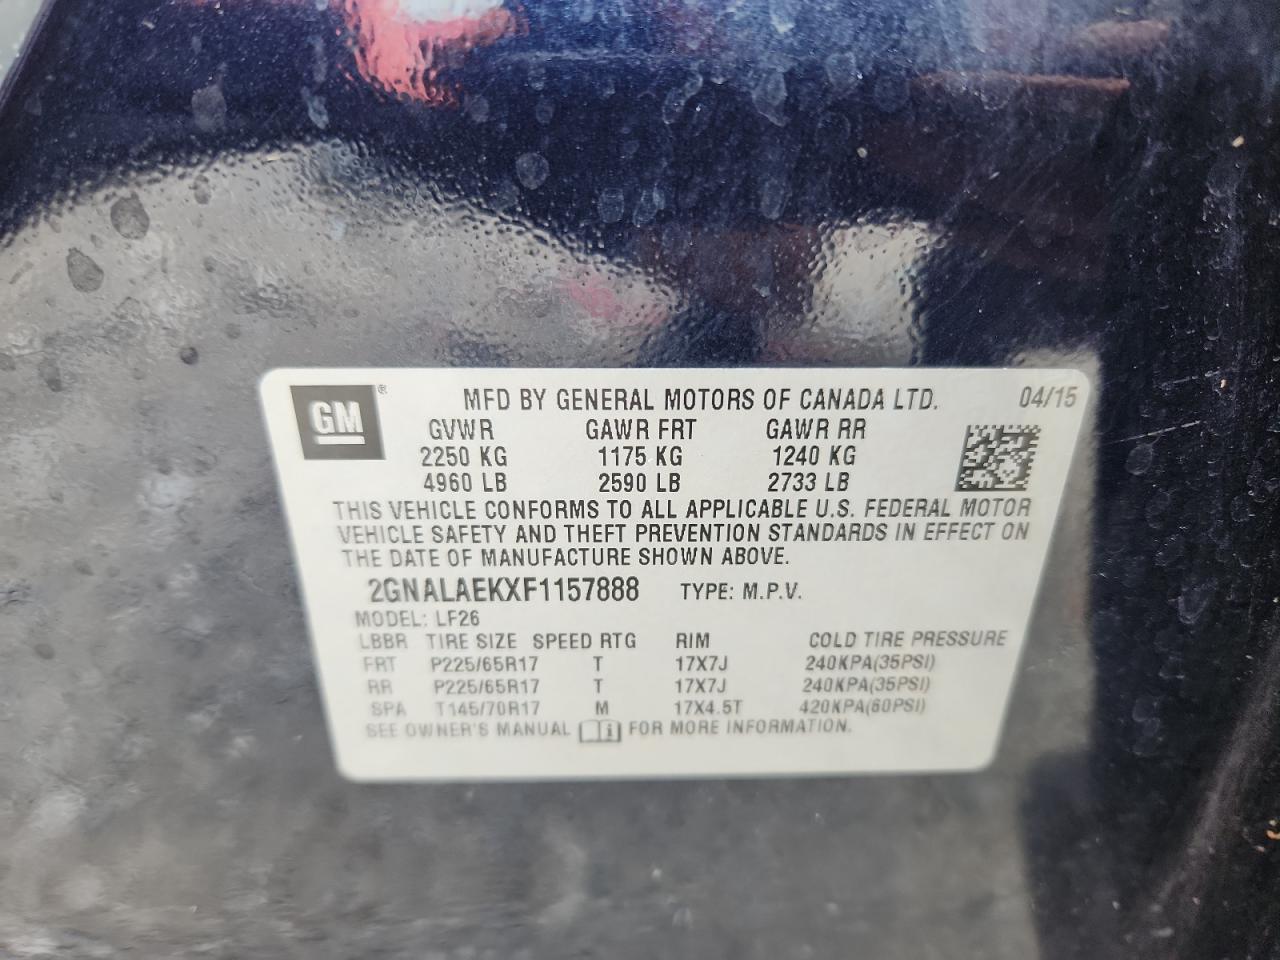 GM ® MFD BY GENERAL MOTORS OF CANADA LTD. 04/15
GVWR GAWR FRT GAWR RR
2250 KG 1175 KG 1240 KG
4960 LB 2590 LB 2733 LB
THIS VEHICLE CONFORMS TO ALL APPLICABLE U.S. FEDERAL MOTOR
VEHICLE SAFETY AND THEFT PREVENTION STANDARDS IN EFFECT ON
THE DATE OF MANUFACTURE SHOWN ABOVE.
2GNALAEKXF1157888 TYPE: M.P.V.
MODEL: LF26
LBBR TIRE SIZE SPEED RTG RIM COLD TIRE PRESSURE
FRT P225/65R17 T 17X7J 240KPA(35PSI)
RR P225/65R17 T 17X7J 240KPA(35PSI)
SPA T145/70R17 M 17X4.5T 420KPA(60PSI)
SEE OWNER'S MANUAL i FOR MORE INFORMATION.